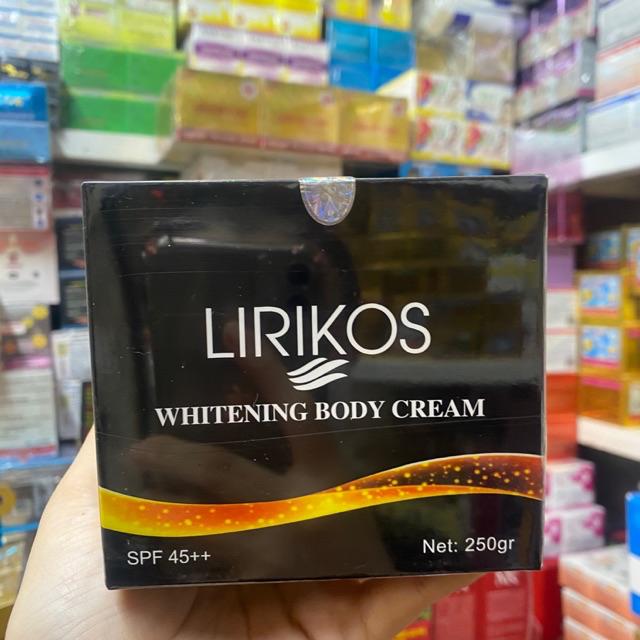 LIRIKOS
WHITENING BODY CREAM
SPF 45++
Net: 250gr